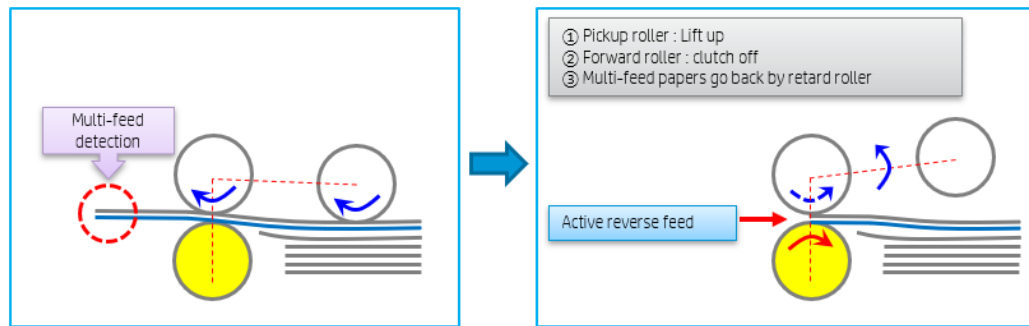 Multi-feed
detection
① Pickup roller : Lift up
② Forward roller : clutch off
③ Multi-feed papers go back by retard roller
Active reverse feed